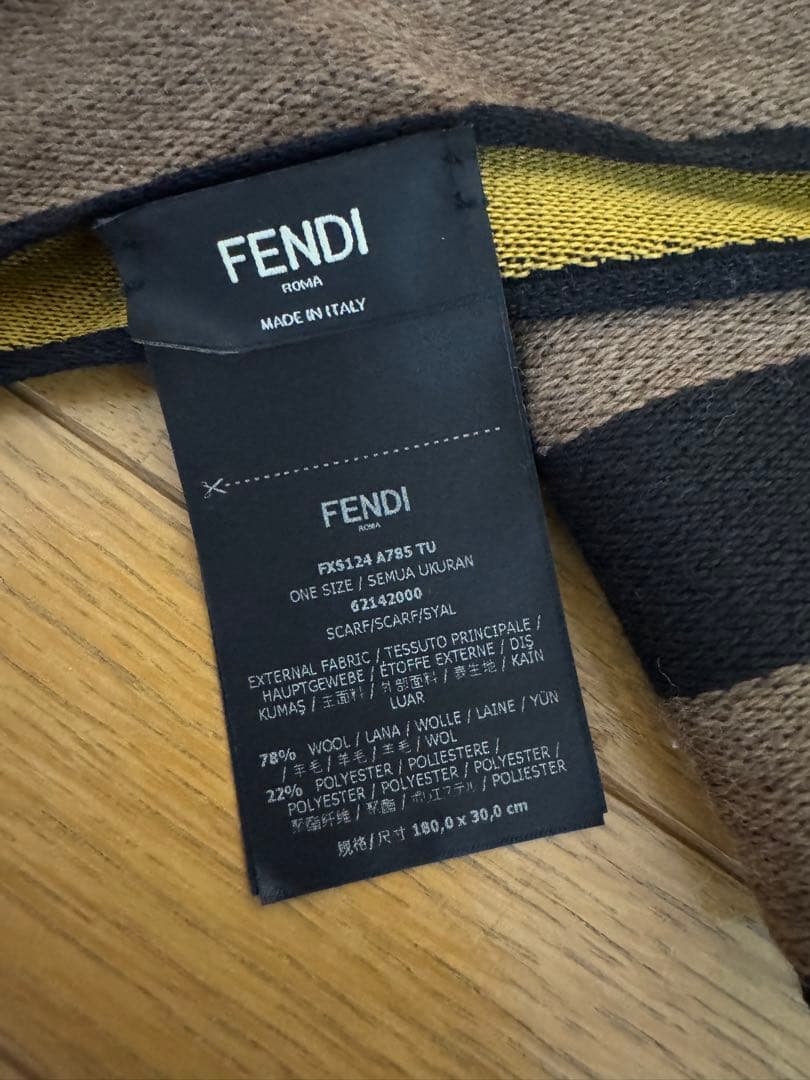 FENDI
ROMA
MADE IN ITALY
FENDI
ROMA
FXS124 A785 TU
ONE SIZE / SEMUA UKURAN
62142000
SCARF/SCARF/SYAL
EXTERNAL FABRIC / TESSUTO PRINCIPALE /
HAUPTGEWEBE / ÉTOFFE EXTERNE / DIŞ
KUMAŞ / 主面料 / 外部面料 / 表生地 / KAIN
LUAR
78% WOOL / LANA / WOLLE / LAINE / YÜN
/ 羊毛 / 羊毛 / 羊毛 / WOL
22% POLYESTER / POLIESTERE /
POLYESTER / POLYESTER / POLYESTER /
聚酯纤维 / 聚酯 / ポリエステル / POLIESTER
规格/尺寸 180,0 x 30,0 cm